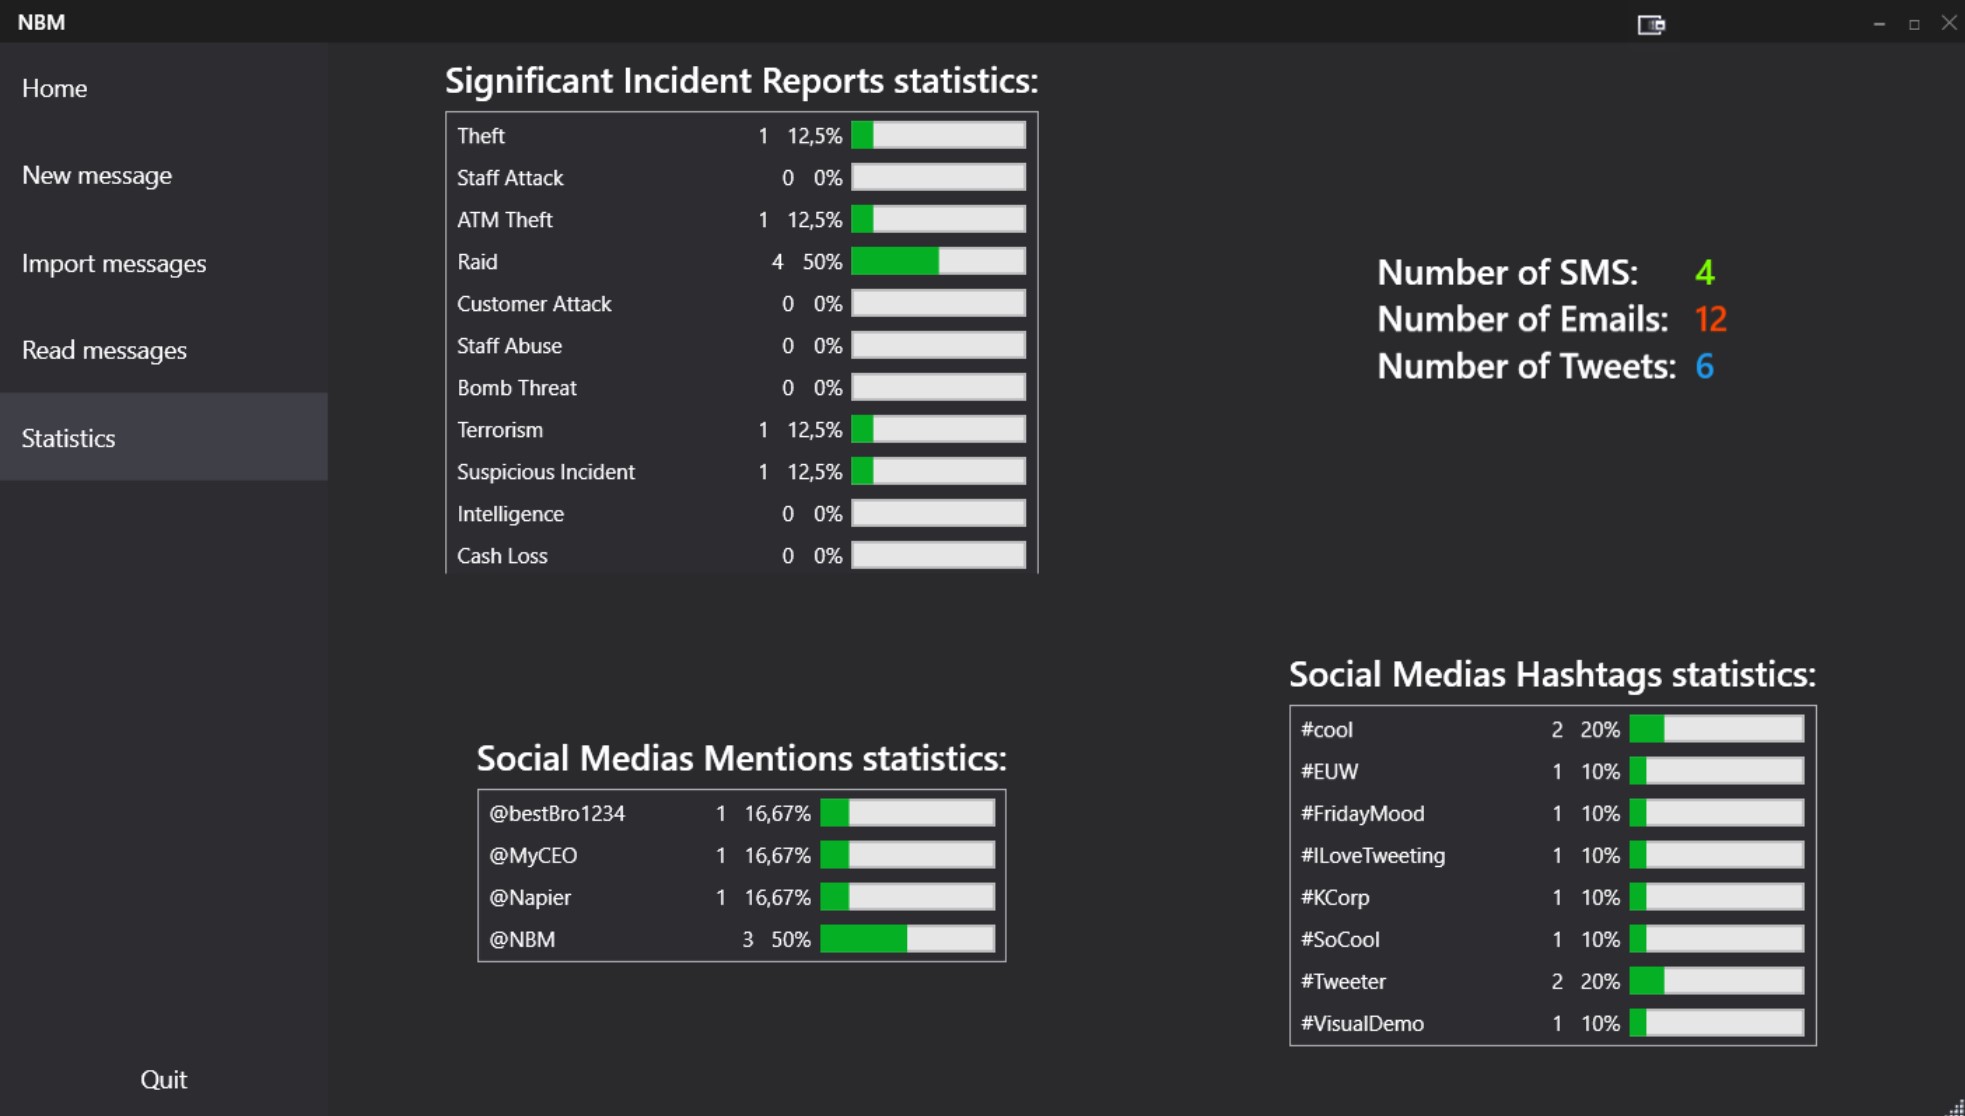 NBM
Home
New message
Import messages
Read messages
Statistics
Quit
Significant Incident Reports statistics:
Theft 1 12,5%
Staff Attack 0 0%
ATM Theft 1 12,5%
Raid 4 50%
Customer Attack 0 0%
Staff Abuse 0 0%
Bomb Threat 0 0%
Terrorism 1 12,5%
Suspicious Incident 1 12,5%
Intelligence 0 0%
Cash Loss 0 0%
Number of SMS: 4
Number of Emails: 12
Number of Tweets: 6
Social Medias Mentions statistics:
@bestBro1234 1 16,67%
@MyCEO 1 16,67%
@Napier 1 16,67%
@NBM 3 50%
Social Medias Hashtags statistics:
#cool 2 20%
#EUW 1 10%
#FridayMood 1 10%
#ILoveTweeting 1 10%
#KCorp 1 10%
#SoCool 1 10%
#Tweeter 2 20%
#VisualDemo 1 10%